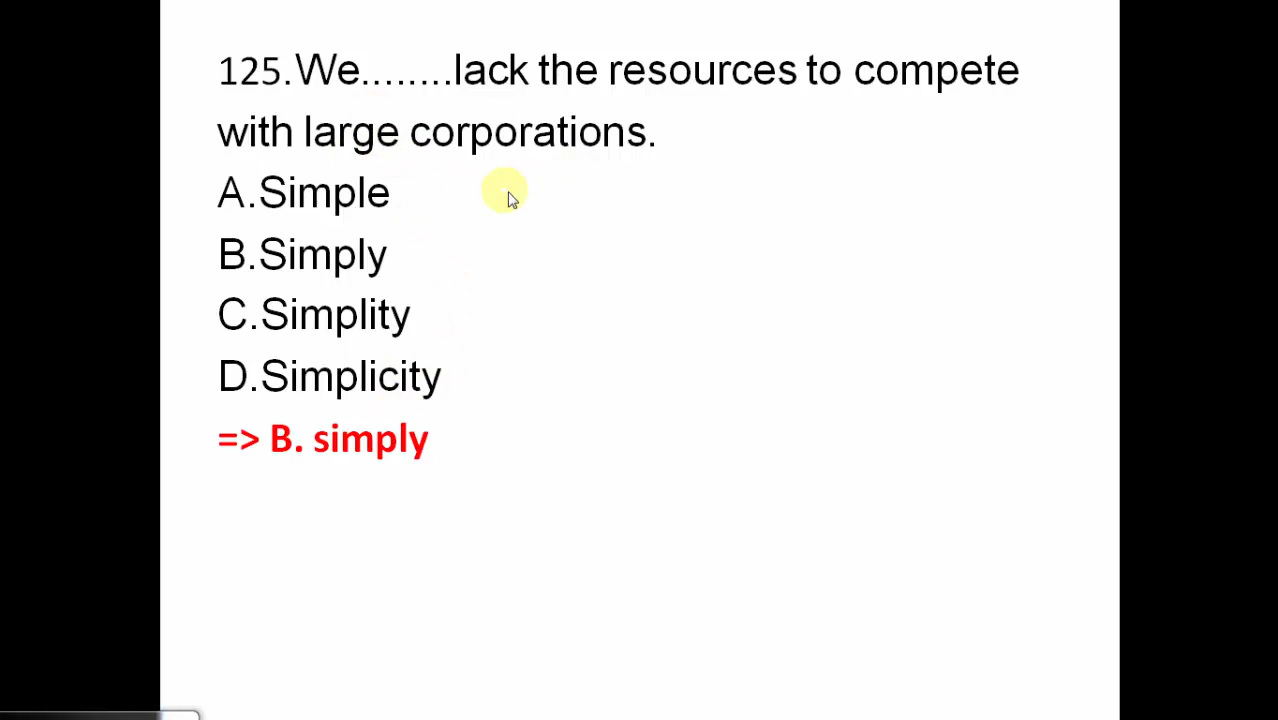 125.We........lack the resources to compete
with large corporations.
A.Simple
B.Simply
C.Simplity
D.Simplicity
=> B. simply